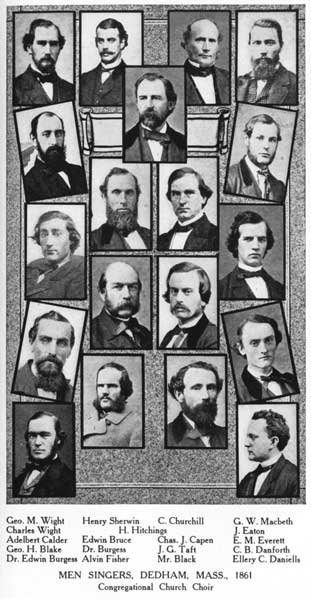 Geo. M. Wight Henry Sherwin C. Churchill G. W. Macbeth
Charles Wight H. Hitchings J. Eaton
Adelbert Calder Edwin Bruce Chas. J. Capen E. M. Everett
Geo. H. Blake Dr. Burgess J. G. Taft C. B. Danforth
Dr. Edwin Burgess Alvin Fisher Mr. Black Ellery C. Daniells
MEN SINGERS, DEDHAM, MASS., 1861
Congregational Church Choir